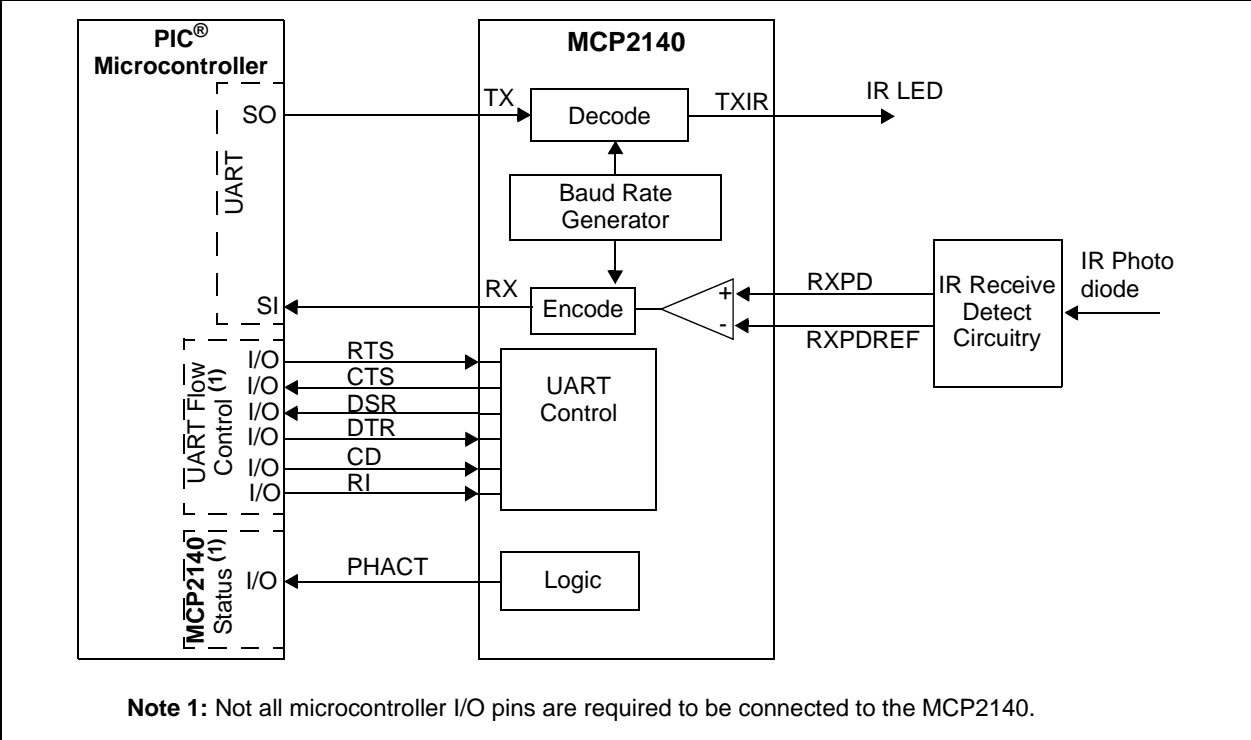 PIC®
Microcontroller
MCP2140
SO
TX
Decode
TXIR
IR LED
UART
Baud Rate
Generator
SI
RX
Encode
+
-
RXPD
RXPDREF
IR Receive
Detect
Circuitry
IR Photo
diode
UART Flow
Control (1)
I/O
RTS
I/O
CTS
I/O
DSR
I/O
DTR
I/O
CD
I/O
RI
UART
Control
MCP2140
Status (1)
I/O
PHACT
Logic
Note 1: Not all microcontroller I/O pins are required to be connected to the MCP2140.